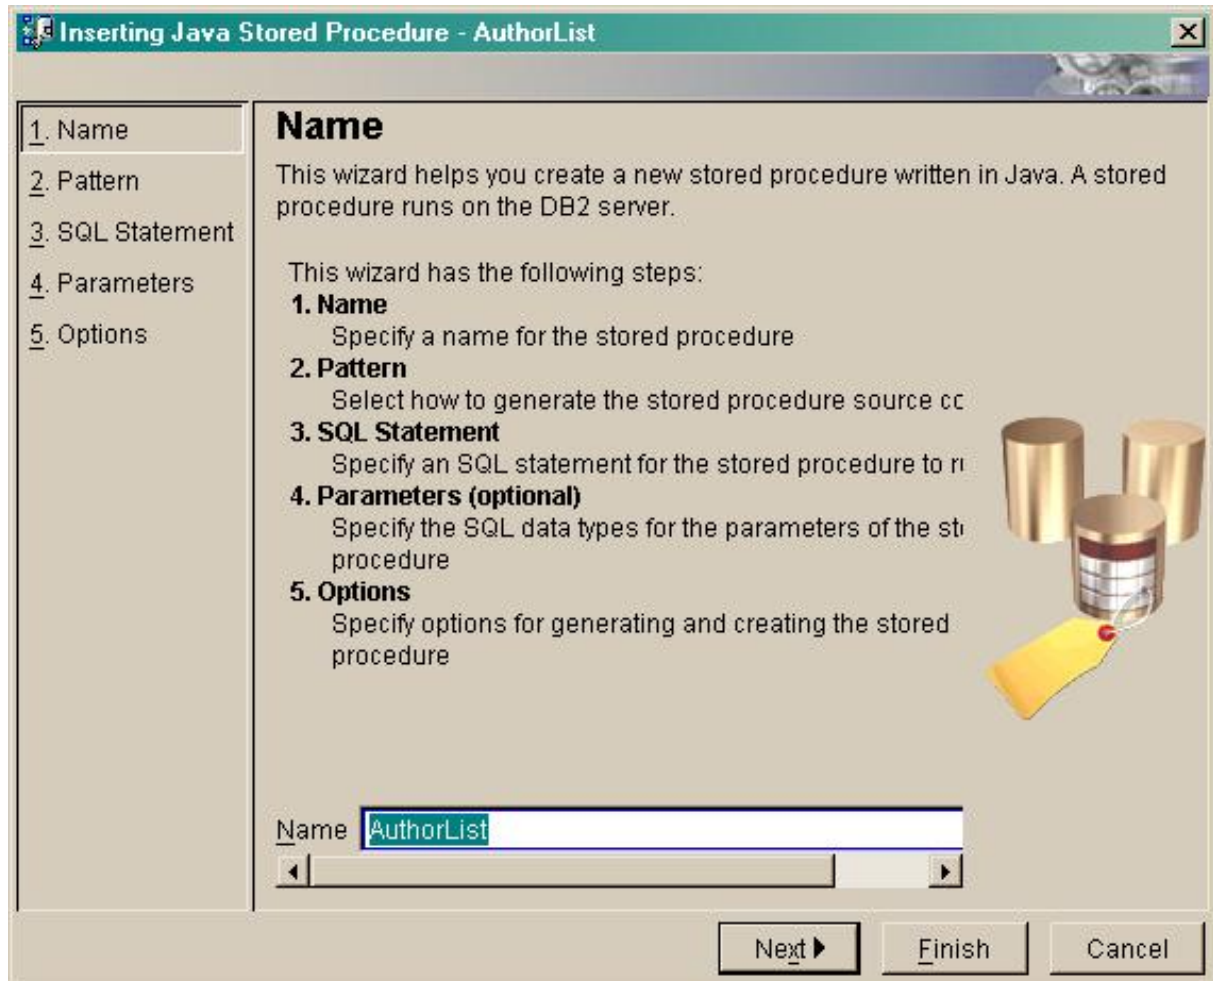 Inserting Java Stored Procedure - AuthorList
1. Name
2. Pattern
3. SQL Statement
4. Parameters
5. Options
Name
This wizard helps you create a new stored procedure written in Java. A stored
procedure runs on the DB2 server.
This wizard has the following steps:
1. Name
Specify a name for the stored procedure
2. Pattern
Select how to generate the stored procedure source
3. SQL Statement
Specify an SQL statement for the stored procedure to
4. Parameters (optional)
Specify the SQL data types for the parameters of the
procedure
5. Options
Specify options for generating and creating the stored
procedure
Name AuthorList
Next Finish Cancel